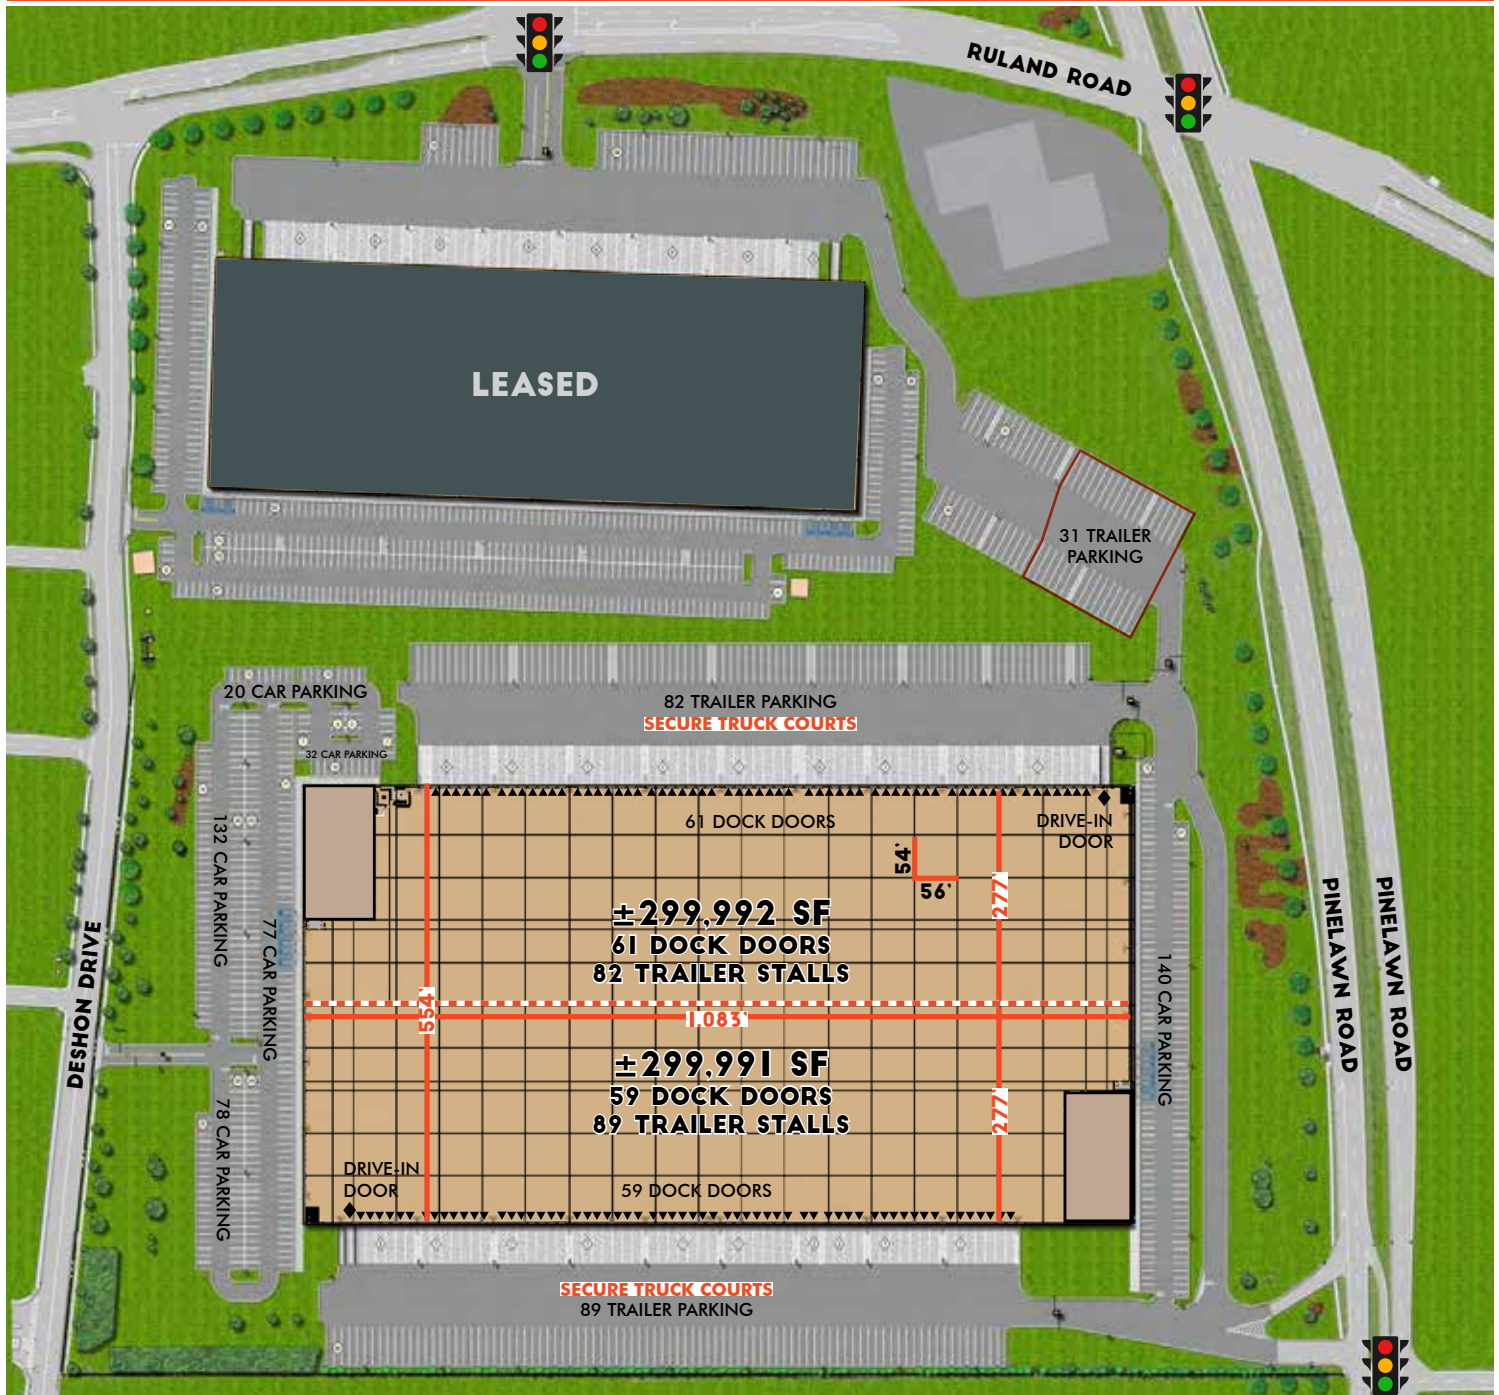 RULAND ROAD
LEASED
31 TRAILER
PARKING
20 CAR PARKING
32 CAR PARKING
82 TRAILER PARKING
SECURE TRUCK COURTS
61 DOCK DOORS
DRIVE-IN
DOOR
54'
56'
277'
±299,992 SF
61 DOCK DOORS
82 TRAILER STALLS
132 CAR PARKING
77 CAR PARKING
554'
1,083'
±299,991 SF
59 DOCK DOORS
89 TRAILER STALLS
277'
140 CAR PARKING
PINELAWN ROAD
PINELAWN ROAD
DESHON DRIVE
78 CAR PARKING
DRIVE-IN
DOOR
59 DOCK DOORS
SECURE TRUCK COURTS
89 TRAILER PARKING